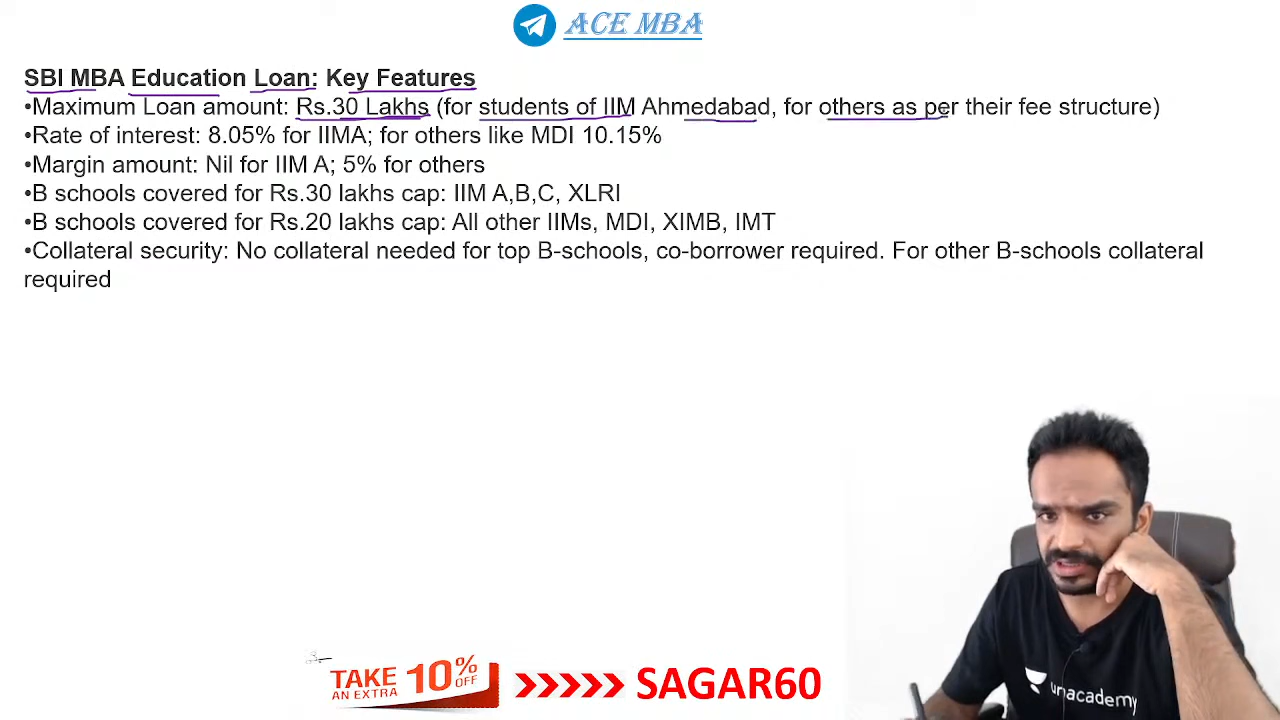 ACE MBA
SBI MBA Education Loan: Key Features
•Maximum Loan amount: Rs.30 Lakhs (for students of IIM Ahmedabad, for others as per their fee structure)
•Rate of interest: 8.05% for IIMA; for others like MDI 10.15%
•Margin amount: Nil for IIM A; 5% for others
•B schools covered for Rs.30 lakhs cap: IIM A,B,C, XLRI
•B schools covered for Rs.20 lakhs cap: All other IIMs, MDI, XIMB, IMT
•Collateral security: No collateral needed for top B-schools, co-borrower required. For other B-schools collateral
required
TAKE
AN EXTRA
10%
OFF
SAGAR60
unacademy